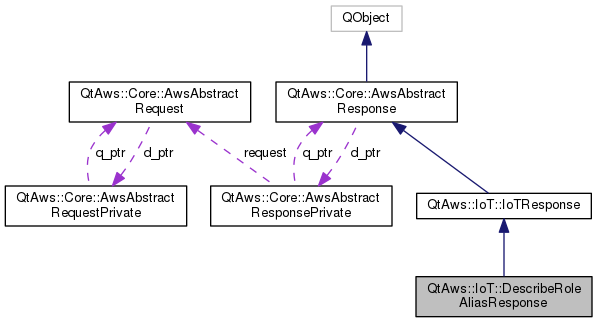 QObject
QtAws::Core::AwsAbstract
Request
QtAws::Core::AwsAbstract
Response
q_ptr
d_ptr
request
q_ptr
d_ptr
QtAws::Core::AwsAbstract
RequestPrivate
QtAws::Core::AwsAbstract
ResponsePrivate
QtAws::IoT::IoTResponse
QtAws::IoT::DescribeRole
AliasResponse